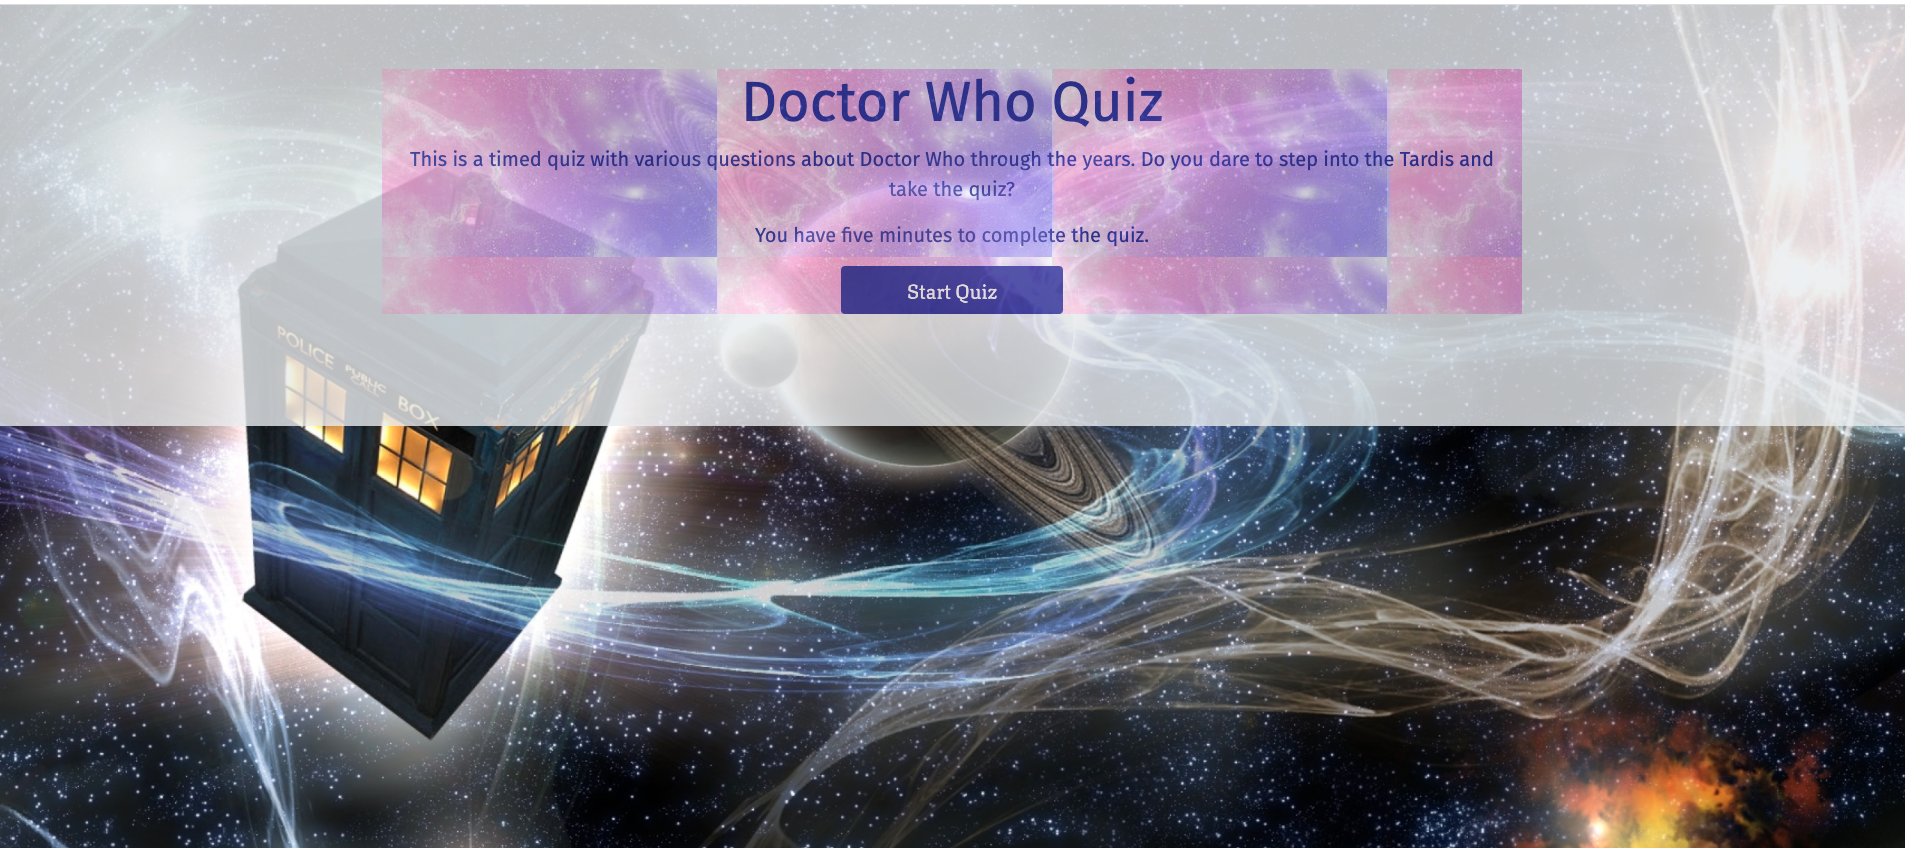 Doctor Who Quiz
This is a timed quiz with various questions about Doctor Who through the years. Do you dare to step into the Tardis and
take the quiz?
You have five minutes to complete the quiz.
Start Quiz
POLICE PUBLIC CALL BOX